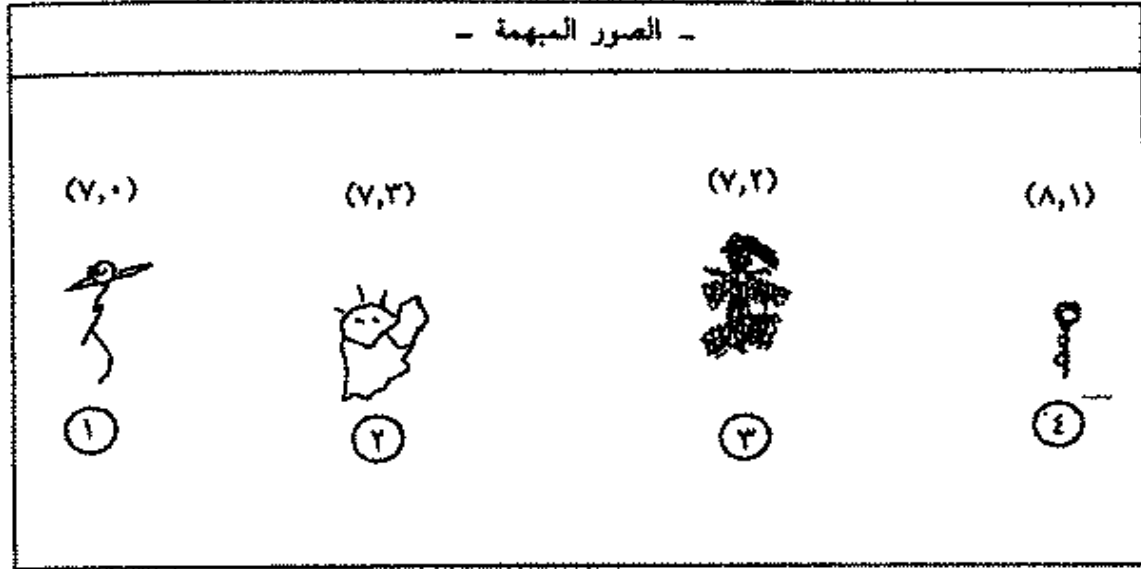 - الصور المبهمة -
(٨,١) (٧,٢) (٧,٣) (٧,٠)
٤ ٣ ٢ ١